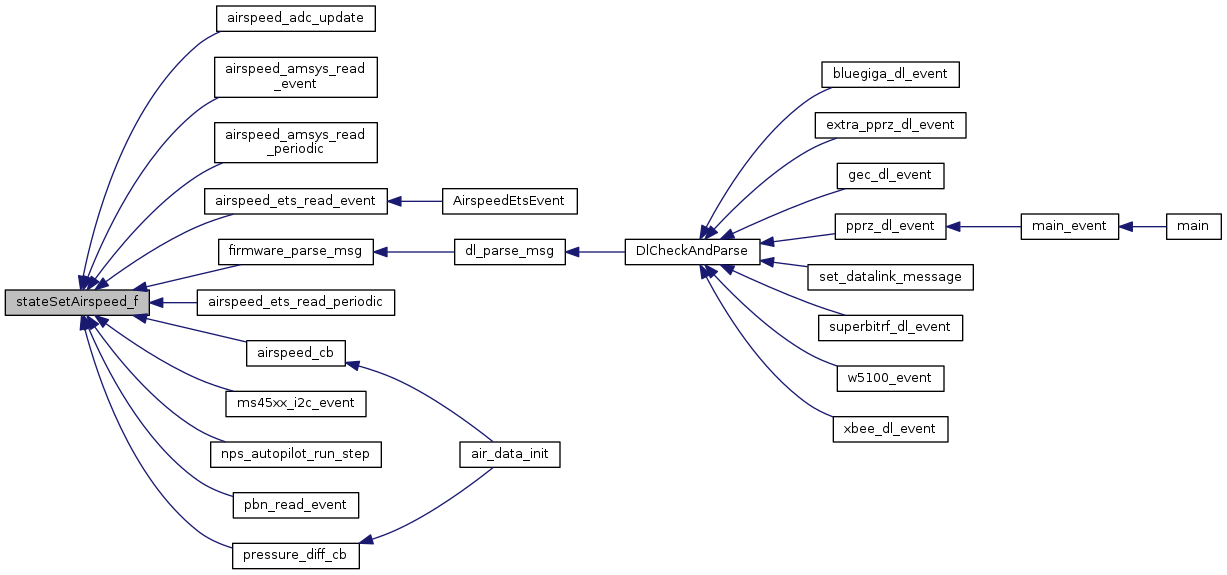 airspeed_adc_update
airspeed_amsys_read
_event
airspeed_amsys_read
_periodic
airspeed_ets_read_event
AirspeedEtsEvent
firmware_parse_msg
dl_parse_msg
DlCheckAndParse
stateSetAirspeed_f
airspeed_ets_read_periodic
airspeed_cb
ms45xx_i2c_event
nps_autopilot_run_step
air_data_init
pbn_read_event
pressure_diff_cb
bluegiga_dl_event
extra_pprz_dl_event
gec_dl_event
pprz_dl_event
main_event
main
set_datalink_message
superbitrf_dl_event
w5100_event
xbee_dl_event